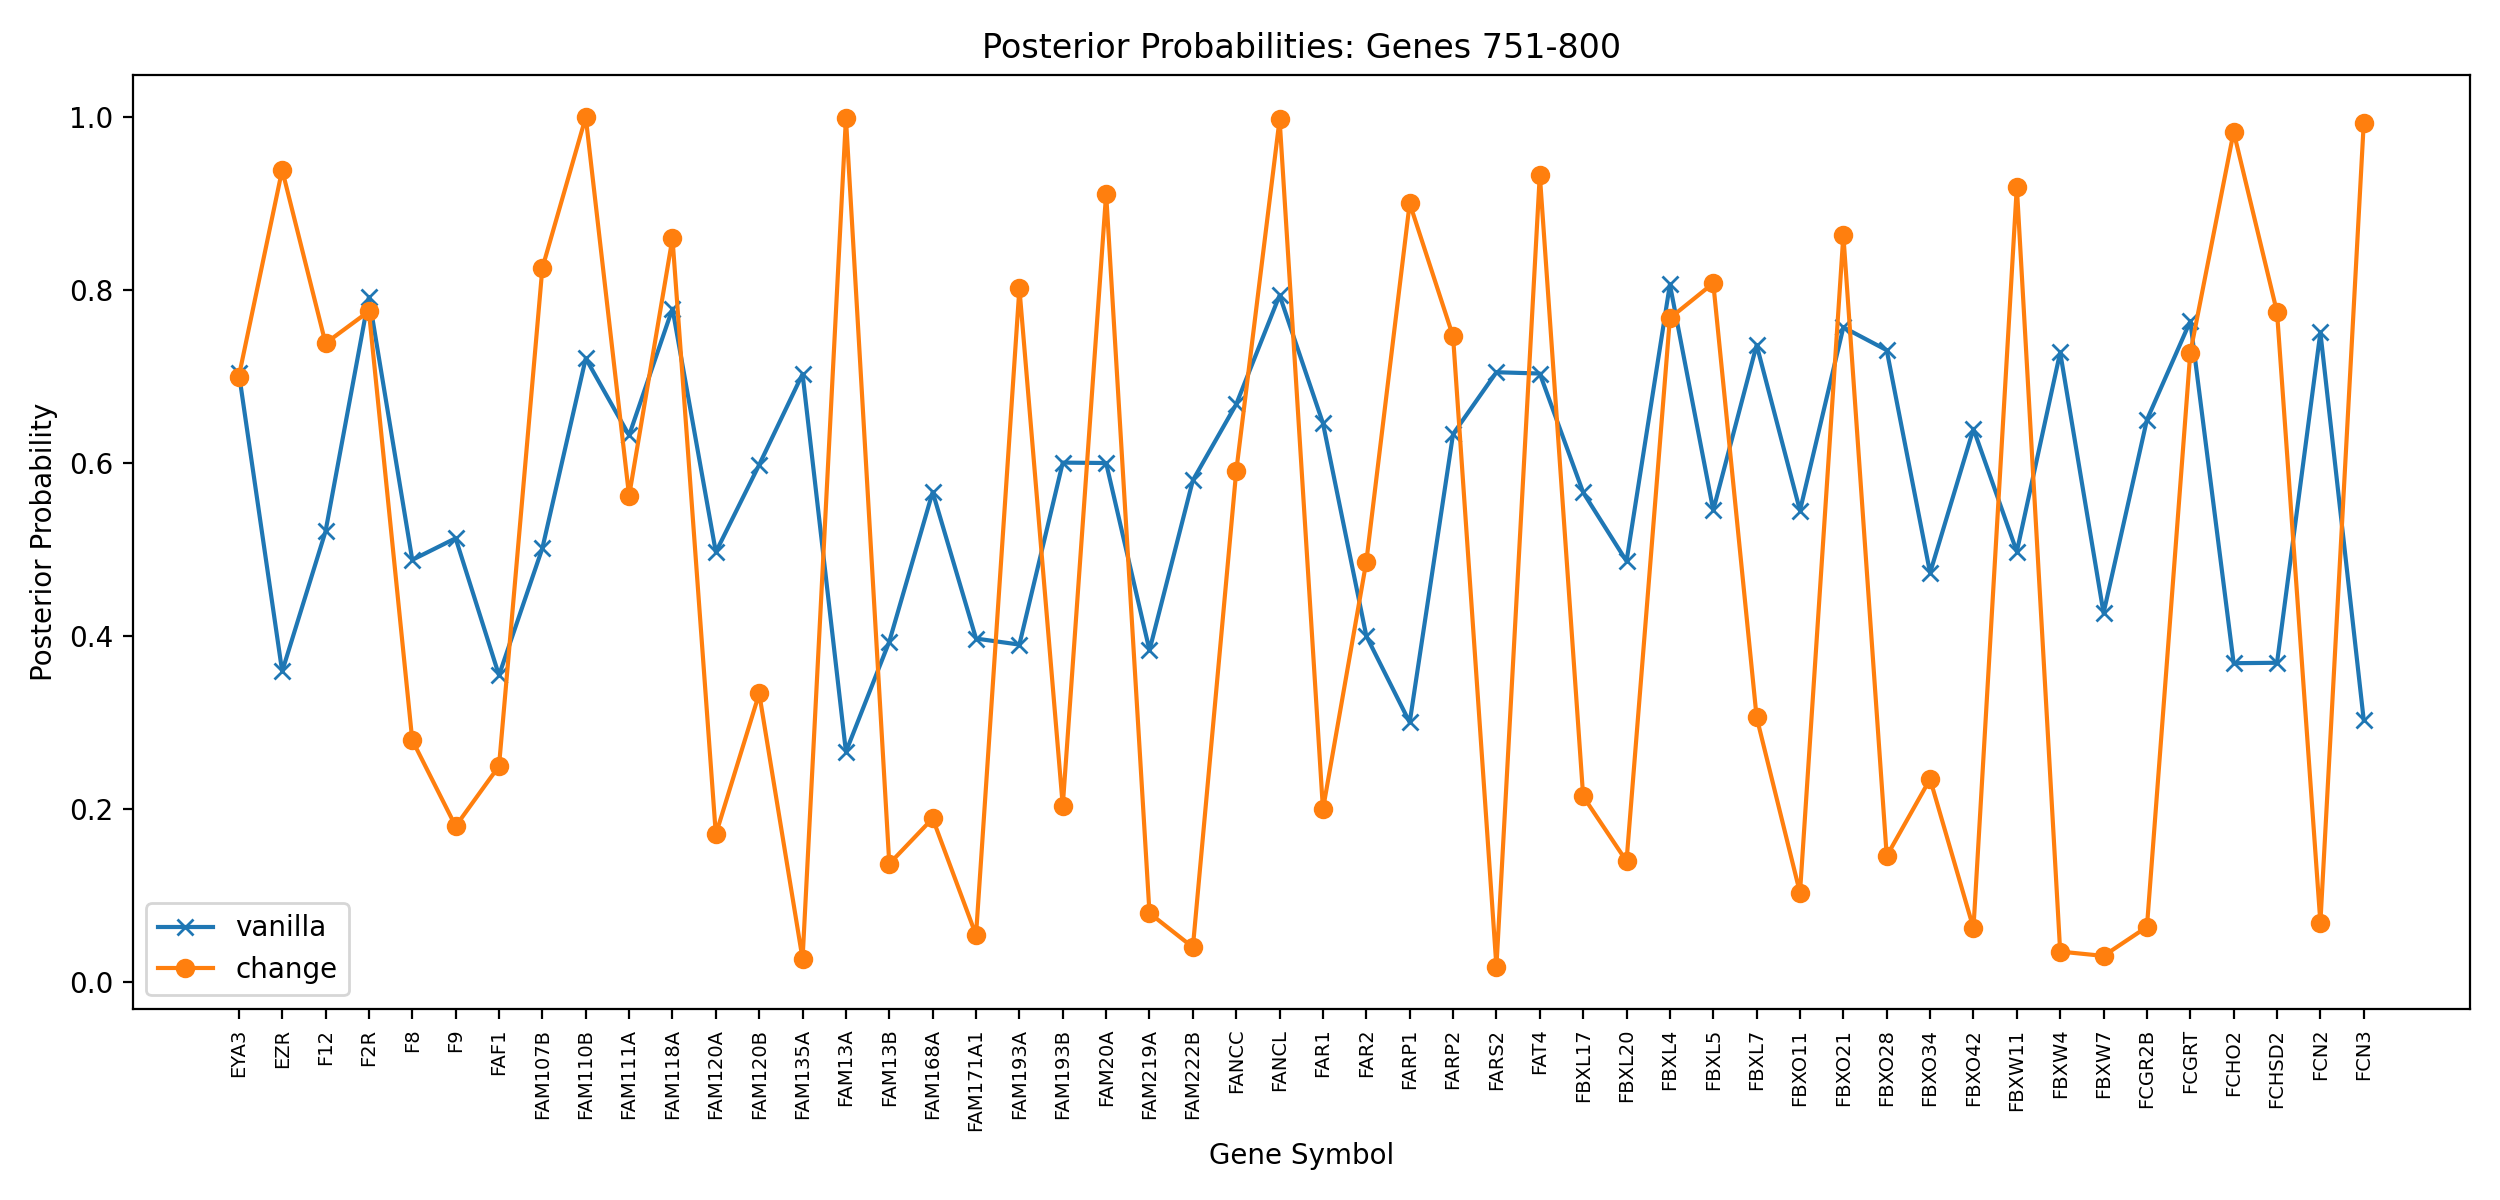 Posterior Probabilities: Genes 751-800
Posterior Probability
1.0
0.8
0.6
0.4
0.2
0.0
vanilla
change
EYA3
EZR
F12
F2R
F8
F9
FAF1
FAM107B
FAM110B
FAM111A
FAM118A
FAM120A
FAM120B
FAM135A
FAM13A
FAM13B
FAM168A
FAM171A1
FAM193A
FAM193B
FAM20A
FAM219A
FAM222B
FANCC
FANCL
FAR1
FAR2
FARP1
FARP2
FARS2
FAT4
FBXL17
FBXL20
FBXL4
FBXL5
FBXL7
FBXO11
FBXO21
FBXO28
FBXO34
FBXO42
FBXW11
FBXW4
FBXW7
FCGR2B
FCGRT
FCHO2
FCHSD2
FCN2
FCN3
Gene Symbol